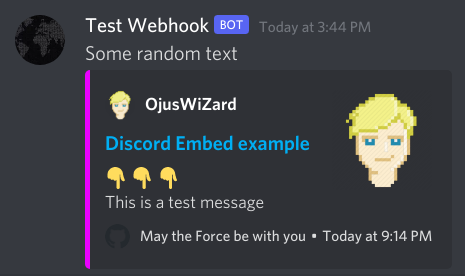 Test Webhook BOT Today at 3:44 PM
Some random text
OjusWiZard
Discord Embed example
👇👇👇
This is a test message
May the Force be with you • Today at 9:14 PM